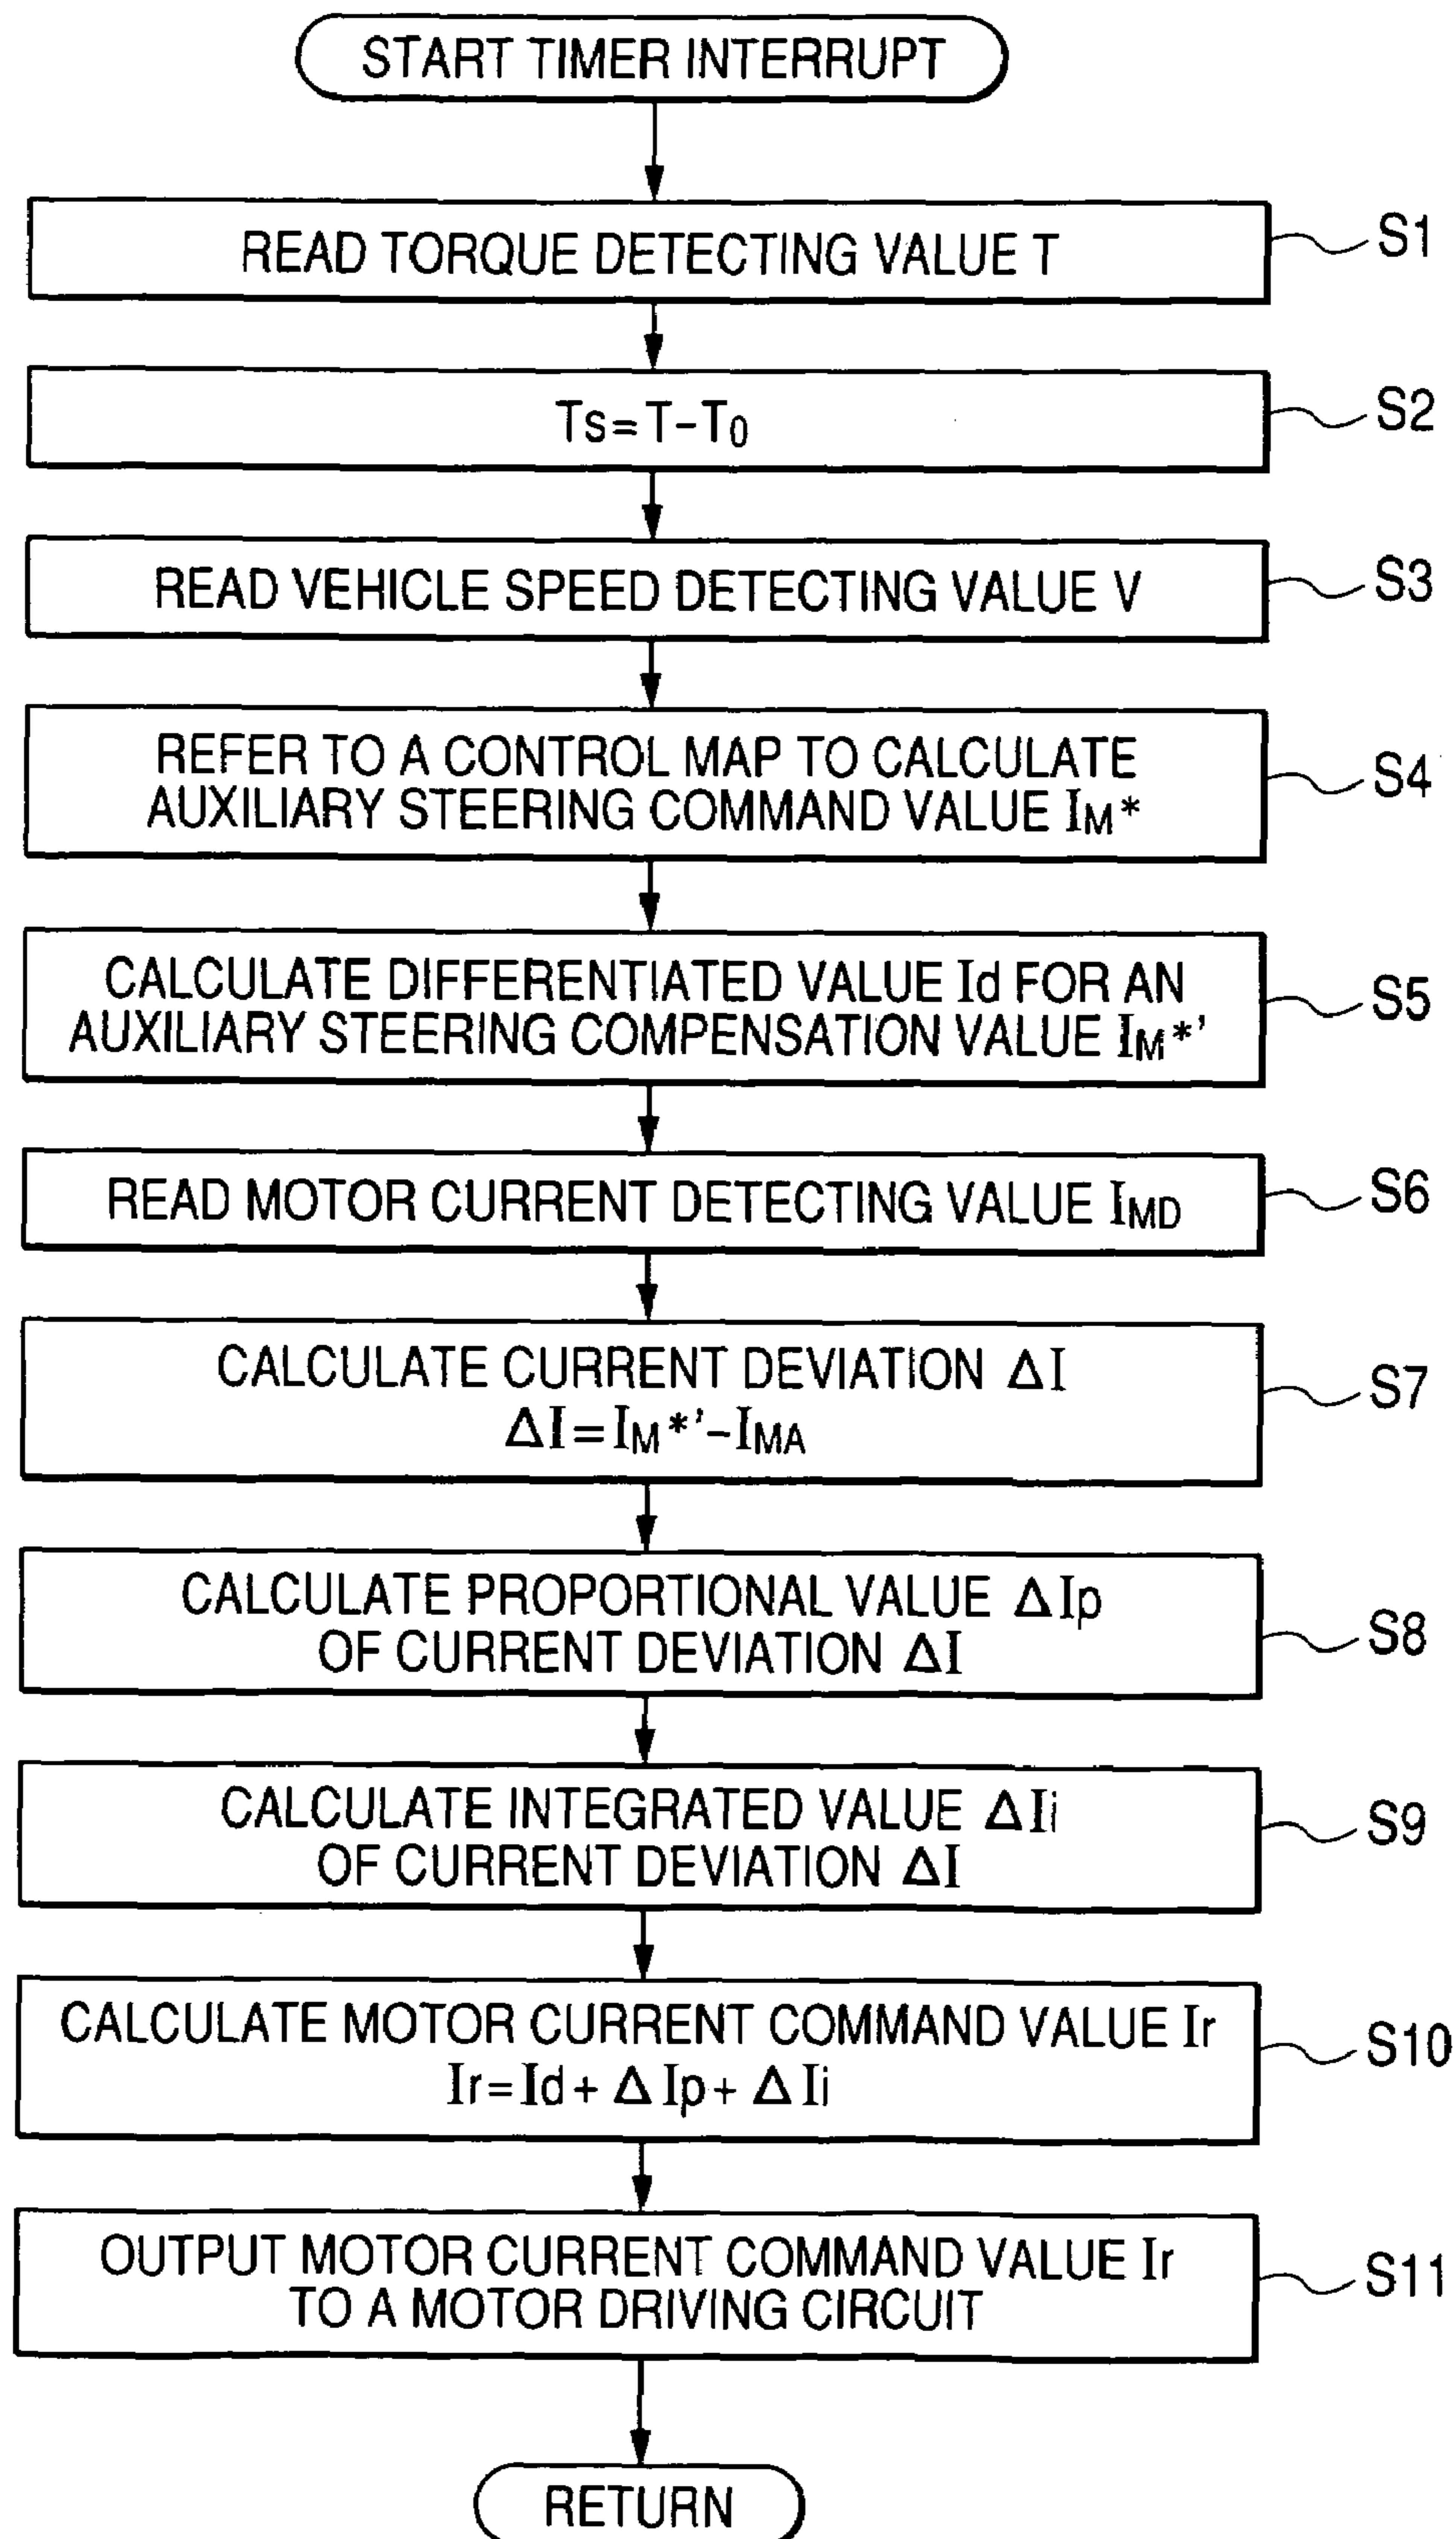 START TIMER INTERRUPT
READ TORQUE DETECTING VALUE T
S1
Ts=T-T₀
S2
READ VEHICLE SPEED DETECTING VALUE V
S3
REFER TO A CONTROL MAP TO CALCULATE
AUXILIARY STEERING COMMAND VALUE IM*
S4
CALCULATE DIFFERENTIATED VALUE Id FOR AN
AUXILIARY STEERING COMPENSATION VALUE IM*'
S5
READ MOTOR CURRENT DETECTING VALUE IMD
S6
CALCULATE CURRENT DEVIATION ΔI
ΔI=IM*'-IMA
S7
CALCULATE PROPORTIONAL VALUE ΔIp
OF CURRENT DEVIATION ΔI
S8
CALCULATE INTEGRATED VALUE ΔIi
OF CURRENT DEVIATION ΔI
S9
CALCULATE MOTOR CURRENT COMMAND VALUE Ir
Ir=Id+ΔIp+ΔIi
S10
OUTPUT MOTOR CURRENT COMMAND VALUE Ir
TO A MOTOR DRIVING CIRCUIT
S11
RETURN